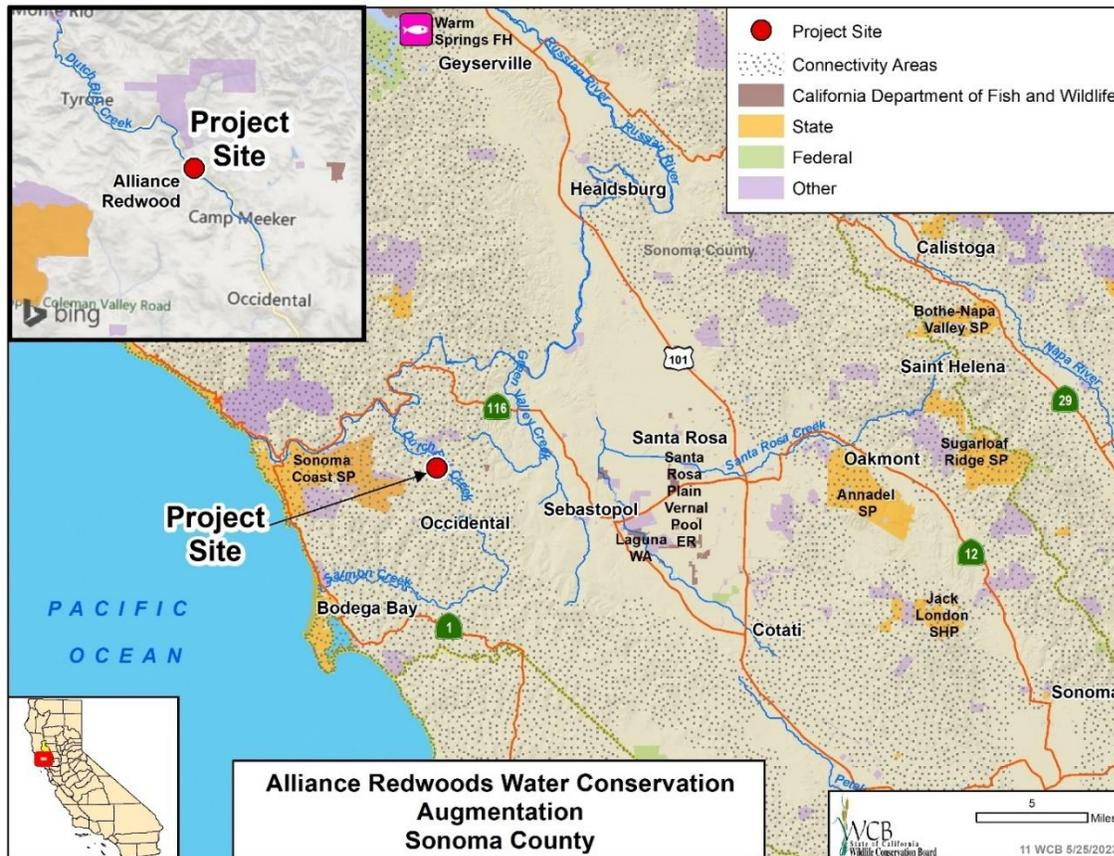 Monte Rio
Dutch Bill Creek
Tyrone
Project
Site
Alliance
Redwood
Camp Meeker
Occidental
Coleman Valley Road
bing
Warm
Springs FH
Geyserville
Russian River
Russian River
Healdsburg
Sonoma County
Project Site
Connectivity Areas
California Department of Fish and Wildlife
State
Federal
Other
Calistoga
Bothe-Napa
Valley SP
Saint Helena
Napa River
101
29
116
Green Valley Creek
Santa Rosa
Santa Rosa Creek
Santa
Rosa
Plain
Vernal
Pool
ER
Oakmont
Sugarloaf
Ridge SP
Annadel
SP
Sonoma
Coast SP
Creek
Project
Site
Occidental
Sebastopol
Laguna
WA
12
Salmon Creek
Bodega Bay
1
Jack
London
SHP
Cotati
Sonoma
PACIFIC
OCEAN
Alliance Redwoods Water Conservation
Augmentation
Sonoma County
WCB
State of California
Wildlife Conservation Board
5
Miles
11 WCB 5/25/2023